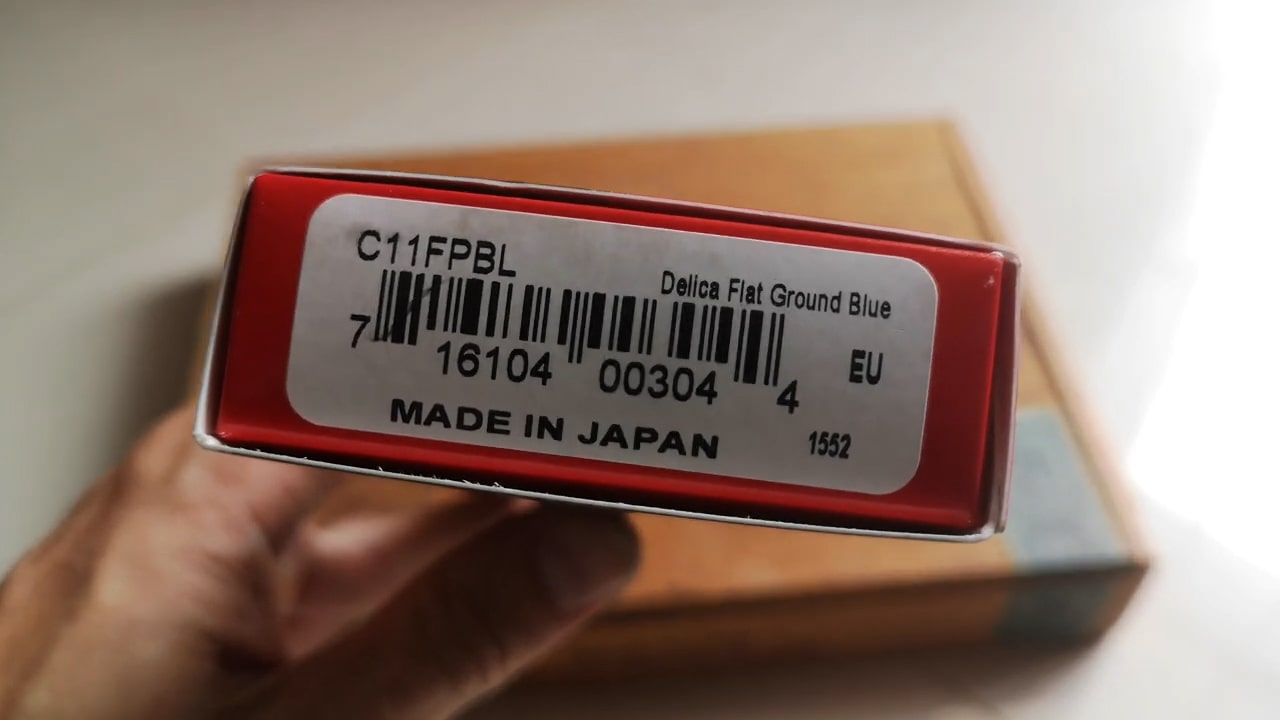 C11FPBL
Delica Flat Ground Blue
7 16104 00304 4
EU
MADE IN JAPAN
1552